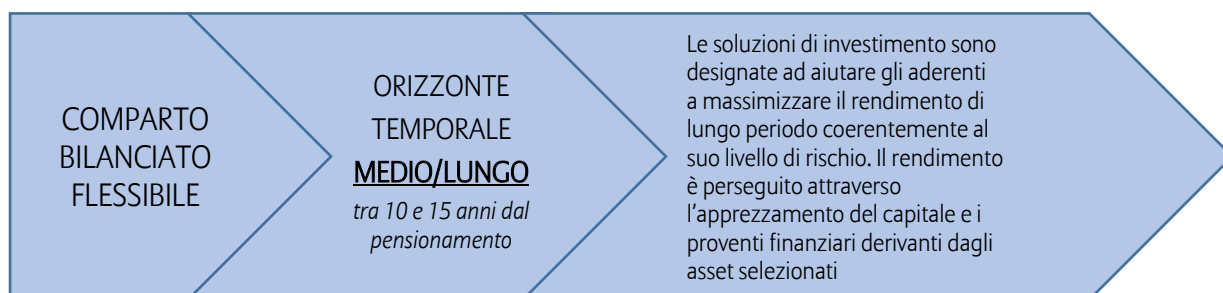 COMPARTO
BILANCIATO
FLESSIBILE
ORIZZONTE
TEMPORALE
MEDIO/LUNGO
tra 10 e 15 anni dal
pensionamento
Le soluzioni di investimento sono
designate ad aiutare gli aderenti
a massimizzare il rendimento di
lungo periodo coerentemente al
suo livello di rischio. Il rendimento
è perseguito attraverso
l’apprezzamento del capitale e i
proventi finanziari derivanti dagli
asset selezionati